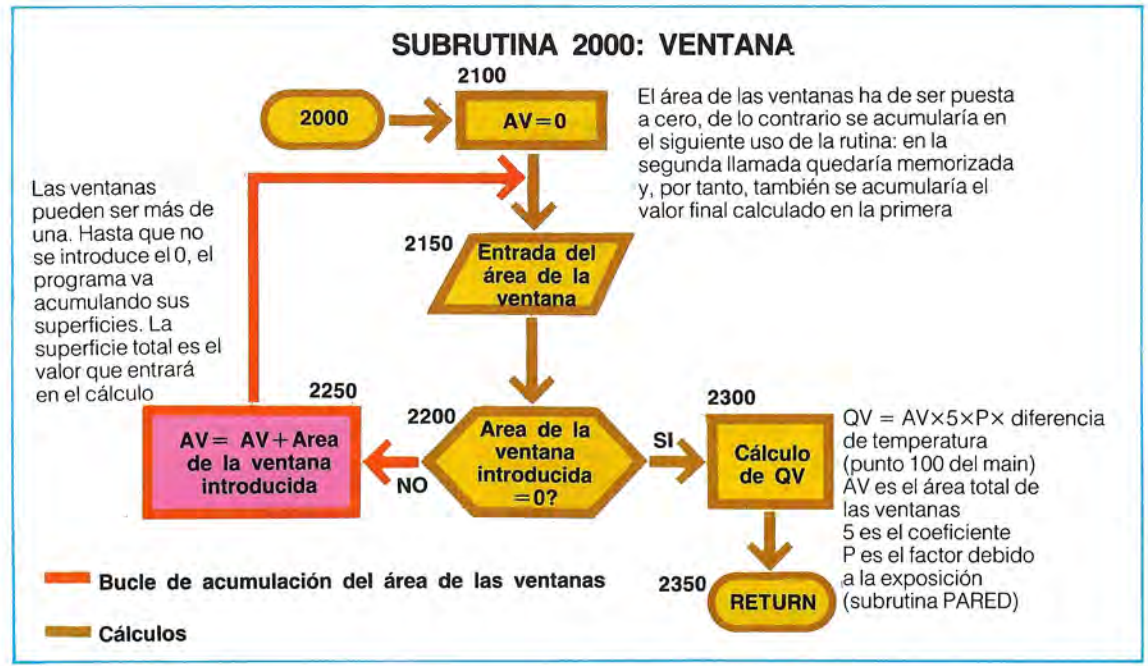 SUBRUTINA 2000: VENTANA
2100
2000
AV=0
El área de las ventanas ha de ser puesta
a cero, de lo contrario se acumularía en
el siguiente uso de la rutina: en la
segunda llamada quedaría memorizada
y, por tanto, también se acumularía el
valor final calculado en la primera
Las ventanas
pueden ser más de
una. Hasta que no
se introduce el 0, el
programa va
acumulando sus
superficies. La
superficie total es el
valor que entrará
en el cálculo
2150
Entrada del
área de la
ventana
2250
AV= AV+Area
de la ventana
introducida
NO
2200
Area de la
ventana
introducida
=0?
SI
2300
Cálculo
de QV
QV = AV×5×P× diferencia
de temperatura
(punto 100 del main)
AV es el área total de
las ventanas
5 es el coeficiente
P es el factor debido
a la exposición
(subrutina PARED)
2350
RETURN
Bucle de acumulación del área de las ventanas
Cálculos